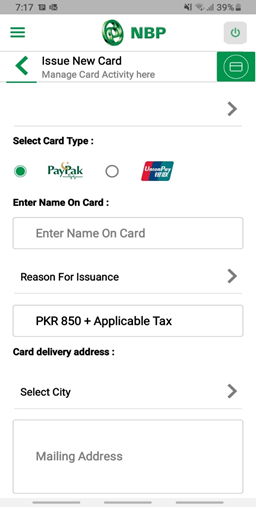 7:17
39%
NBP
Issue New Card
Manage Card Activity here
Select Card Type :
PayPak
UnionPay
银联
Enter Name On Card :
Enter Name On Card
Reason For Issuance
PKR 850 + Applicable Tax
Card delivery address :
Select City
Mailing Address